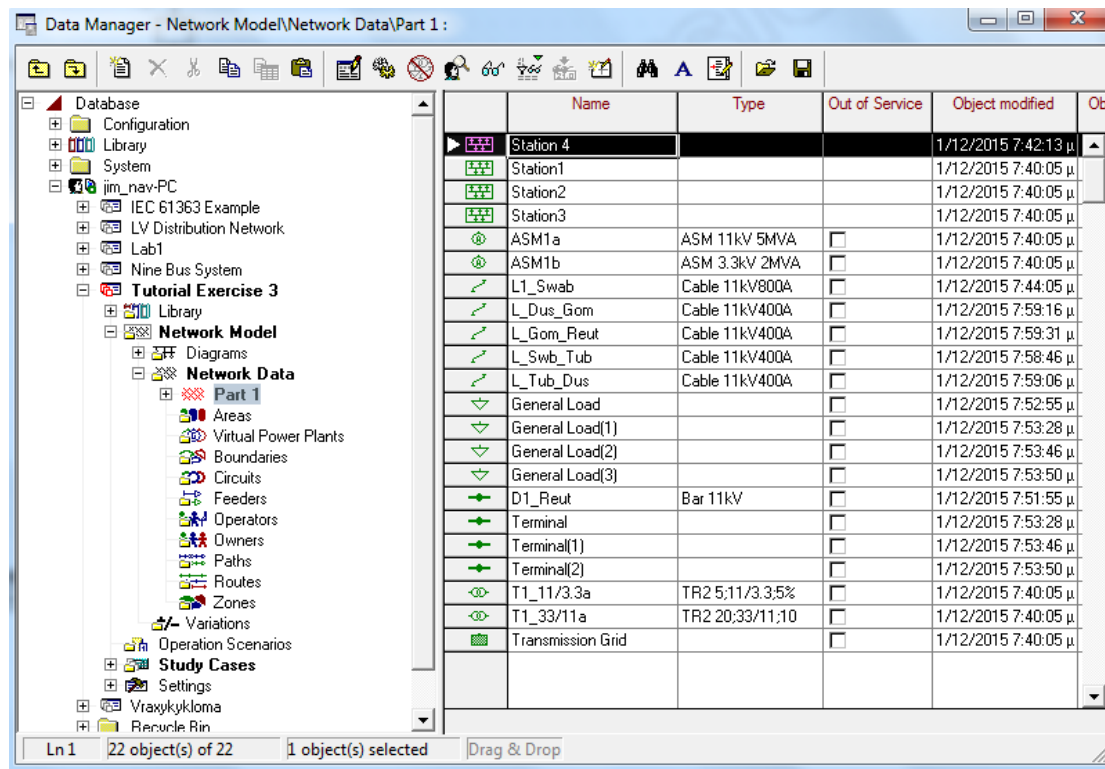 Data Manager - Network Model\Network Data\Part 1 :
Database
Configuration
Library
System
jim_nav-PC
IEC 61363 Example
LV Distribution Network
Lab1
Nine Bus System
Tutorial Exercise 3
Library
Network Model
Diagrams
Network Data
Part 1
Areas
Virtual Power Plants
Boundaries
Circuits
Feeders
Operators
Owners
Paths
Routes
Zones
Variations
Operation Scenarios
Study Cases
Settings
Vraxykykloma
Recycle Bin
Name Type Out of Service Object modified Ob
Station 4 1/12/2015 7:42:13 μ
Station1 1/12/2015 7:40:05 μ
Station2 1/12/2015 7:40:05 μ
Station3 1/12/2015 7:40:05 μ
ASM1a ASM 11kV 5MVA 1/12/2015 7:40:05 μ
ASM1b ASM 3.3kV 2MVA 1/12/2015 7:40:05 μ
L1_Swab Cable 11kV800A 1/12/2015 7:44:05 μ
L_Dus_Gom Cable 11kV400A 1/12/2015 7:59:16 μ
L_Gom_Reut Cable 11kV400A 1/12/2015 7:59:31 μ
L_Swb_Tub Cable 11kV400A 1/12/2015 7:58:46 μ
L_Tub_Dus Cable 11kV400A 1/12/2015 7:59:06 μ
General Load 1/12/2015 7:52:55 μ
General Load(1) 1/12/2015 7:53:28 μ
General Load(2) 1/12/2015 7:53:46 μ
General Load(3) 1/12/2015 7:53:50 μ
D1_Reut Bar 11kV 1/12/2015 7:51:55 μ
Terminal 1/12/2015 7:53:28 μ
Terminal(1) 1/12/2015 7:53:46 μ
Terminal(2) 1/12/2015 7:53:50 μ
T1_11/3.3a TR2 5;11/3.3;5% 1/12/2015 7:40:05 μ
T1_33/11a TR2 20;33/11;10 1/12/2015 7:40:05 μ
Transmission Grid 1/12/2015 7:40:05 μ
Ln 1 22 object(s) of 22 1 object(s) selected Drag & Drop